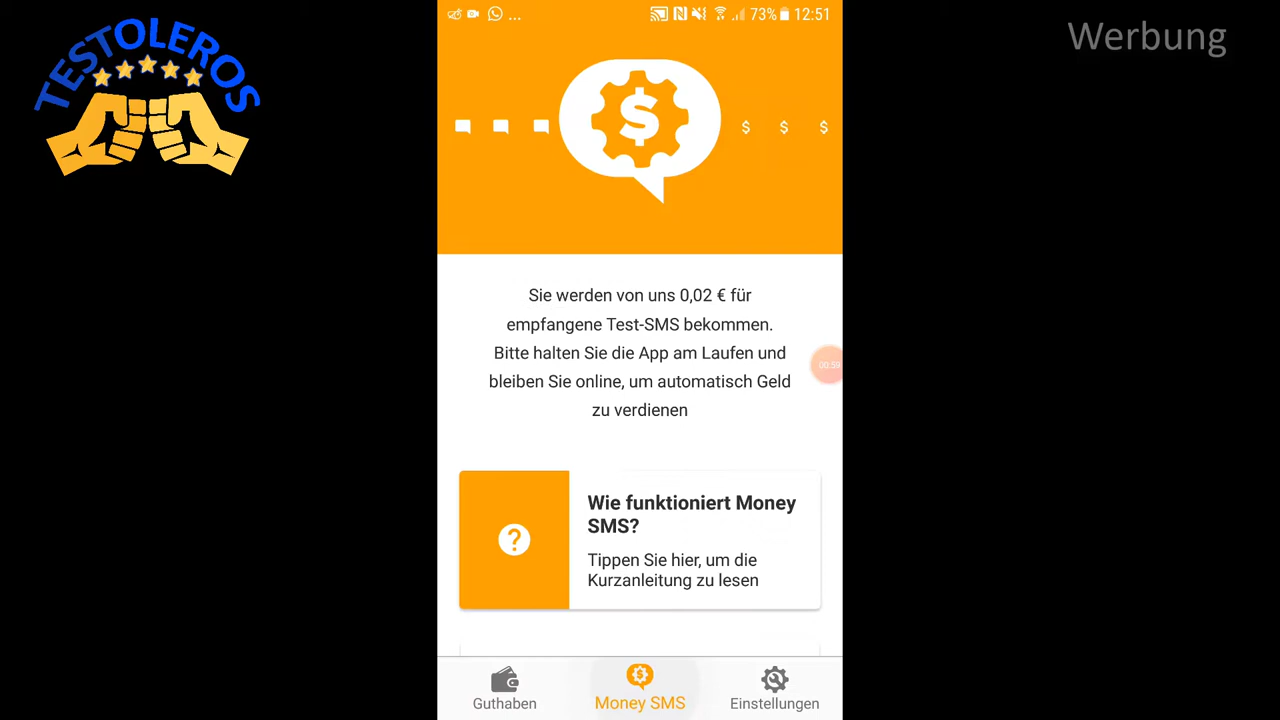 TESTOLEROS
Werbung
... 73% 12:51
$
$ $ $
Sie werden von uns 0,02 € für
empfangene Test-SMS bekommen.
Bitte halten Sie die App am Laufen und
bleiben Sie online, um automatisch Geld
zu verdienen
00:59
Wie funktioniert Money
SMS?
?
Tippen Sie hier, um die
Kurzanleitung zu lesen
Guthaben
Money SMS
Einstellungen